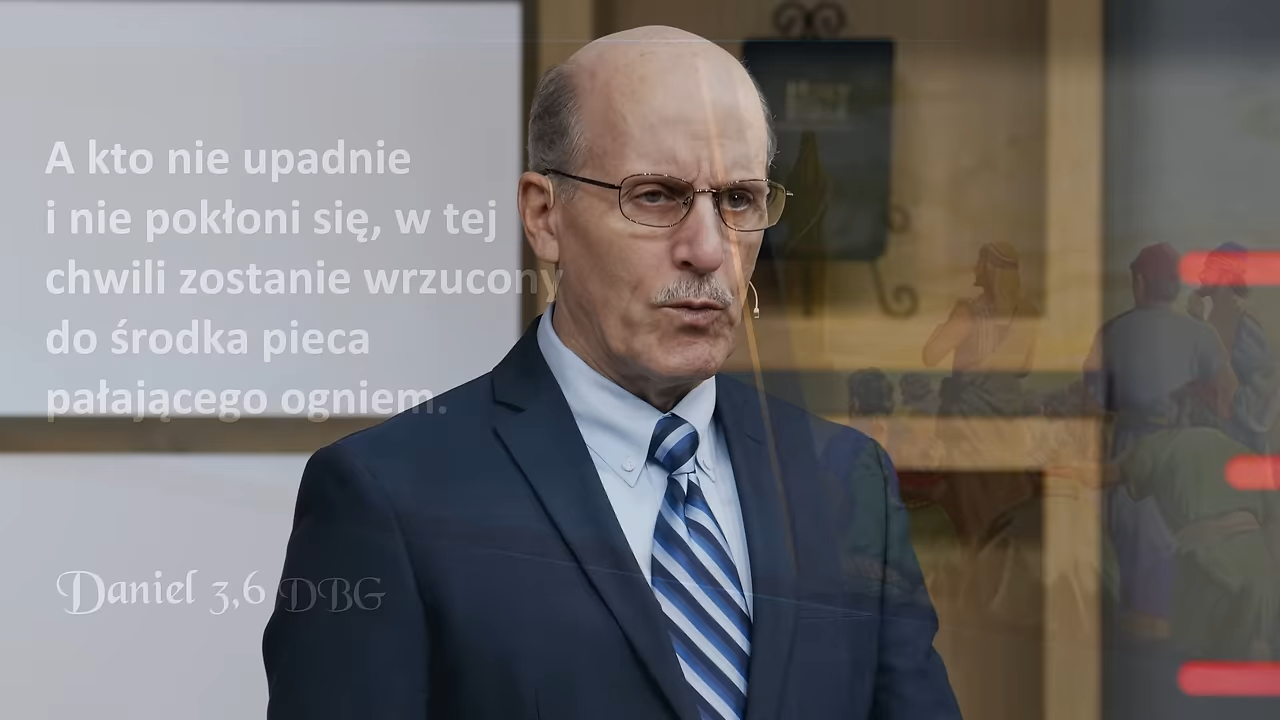 A kto nie upadnie
i nie pokłoni się, w tej
chwili zostanie wrzucony
do środka pieca
pałającego ogniem.
Daniel 3,6 DBG